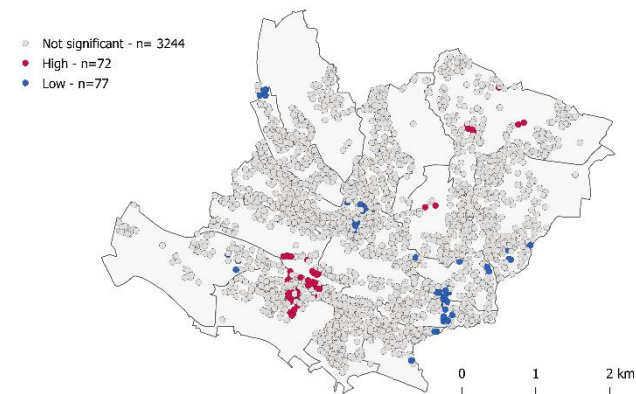 Not significant - n= 3244
High - n=72
Low - n=77
0 1 2 km